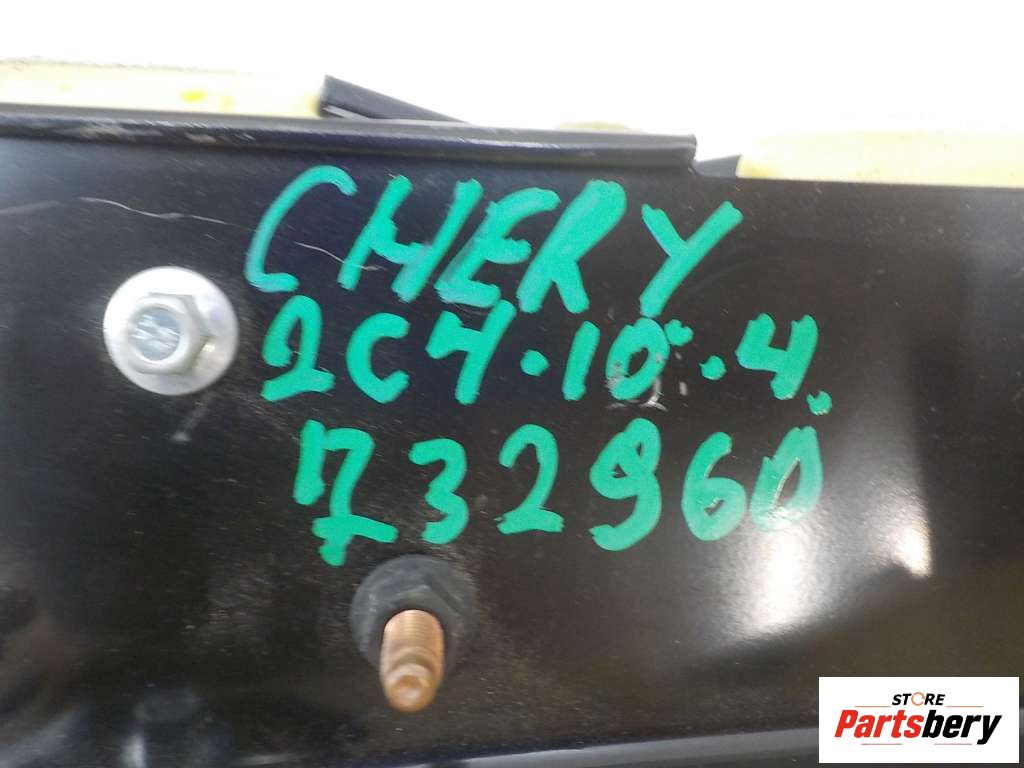 CHERY
2C4·10·4.
732960
STORE
Partsbery